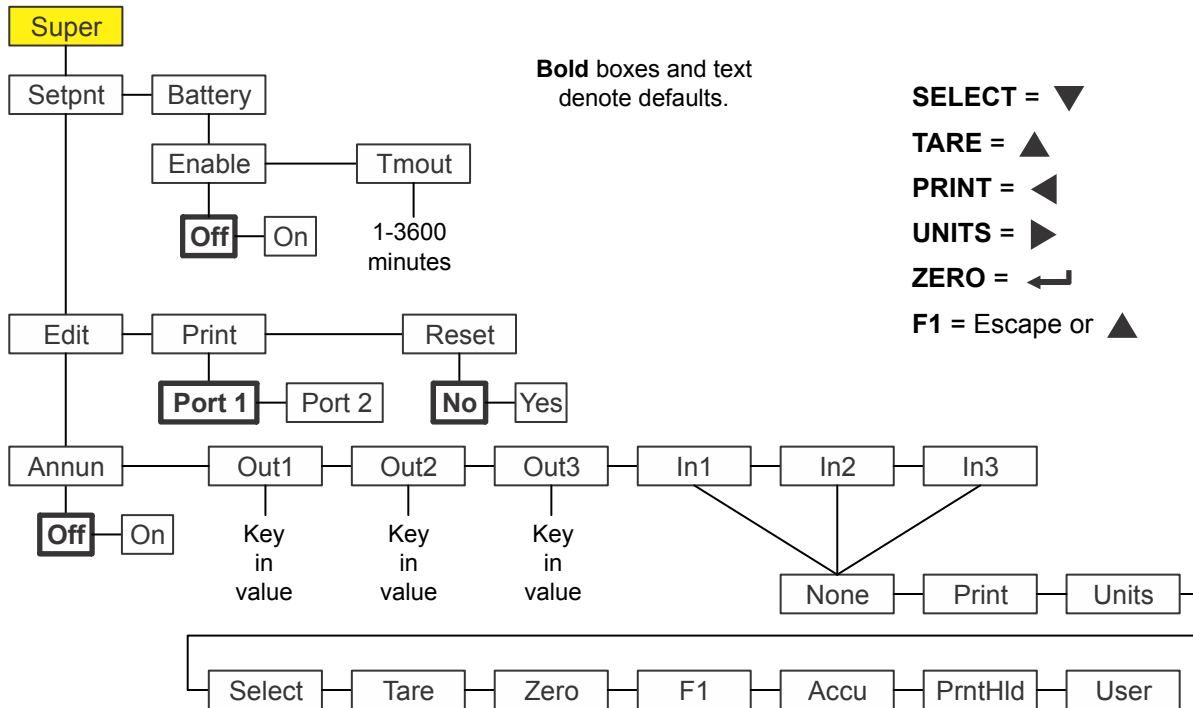 Super
Bold boxes and text
denote defaults.
SELECT =
TARE =
PRINT =
UNITS =
ZERO =
F1 = Escape or
Setpnt
Battery
Enable
Tmout
Off
On
1-3600
minutes
Edit
Print
Reset
Port 1
Port 2
No
Yes
Annun
Out1
Out2
Out3
In1
In2
In3
Off
On
Key
in
value
Key
in
value
Key
in
value
None
Print
Units
Select
Tare
Zero
F1
Accu
PrntHld
User